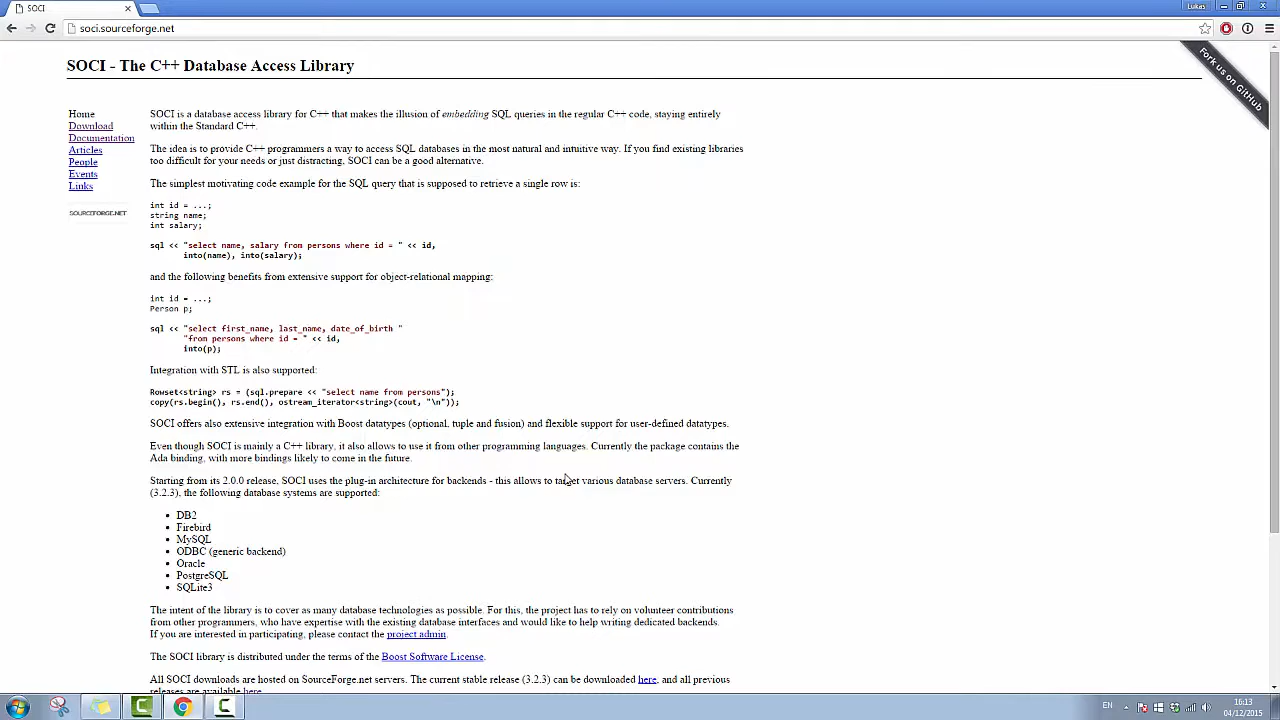 SOCI
Lukas
soci.sourceforge.net
Fork us on GitHub
SOCI - The C++ Database Access Library
Home
Download
Documentation
Articles
People
Events
Links
SOURCEFORGE.NET
SOCI is a database access library for C++ that makes the illusion of embedding SQL queries in the regular C++ code, staying entirely
within the Standard C++.
The idea is to provide C++ programmers a way to access SQL databases in the most natural and intuitive way. If you find existing libraries
too difficult for your needs or just distracting, SOCI can be a good alternative.
The simplest motivating code example for the SQL query that is supposed to retrieve a single row is:
int id = ...;
string name;
int salary;
sql << "select name, salary from persons where id = " << id,
into(name), into(salary);
and the following benefits from extensive support for object-relational mapping:
int id = ...;
Person p;
sql << "select first_name, last_name, date_of_birth "
"from persons where id = " << id,
into(p);
Integration with STL is also supported:
Rowset<string> rs = (sql.prepare << "select name from persons");
copy(rs.begin(), rs.end(), ostream_iterator<string>(cout, "\n"));
SOCI offers also extensive integration with Boost datatypes (optional, tuple and fusion) and flexible support for user-defined datatypes.
Even though SOCI is mainly a C++ library, it also allows to use it from other programming languages. Currently the package contains the
Ada binding, with more bindings likely to come in the future.
Starting from its 2.0.0 release, SOCI uses the plug-in architecture for backends - this allows to target various database servers. Currently
(3.2.3), the following database systems are supported:
DB2
Firebird
MySQL
ODBC (generic backend)
Oracle
PostgreSQL
SQLite3
The intent of the library is to cover as many database technologies as possible. For this, the project has to rely on volunteer contributions
from other programmers, who have expertise with the existing database interfaces and would like to help writing dedicated backends.
If you are interested in participating, please contact the project admin.
The SOCI library is distributed under the terms of the Boost Software License.
All SOCI downloads are hosted on SourceForge.net servers. The current stable release (3.2.3) can be downloaded here, and all previous
releases are available here.
EN
16:13
04/12/2015